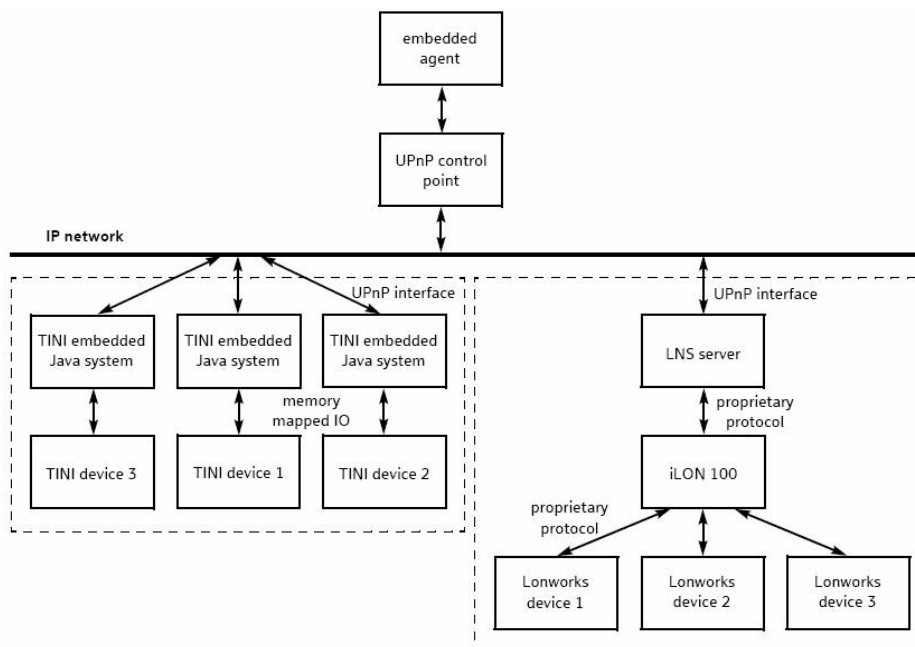 embedded
agent
UPnP control
point
IP network
UPnP interface
TINI embedded
Java system
TINI embedded
Java system
TINI embedded
Java system
memory
mapped IO
TINI device 3
TINI device 1
TINI device 2
UPnP interface
LNS server
proprietary
protocol
iLON 100
proprietary
protocol
Lonworks
device 1
Lonworks
device 2
Lonworks
device 3